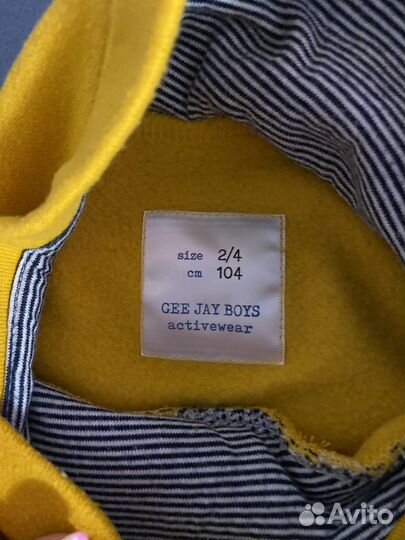 size 2/4
cm 104
GEE JAY BOYS
activewear
Avito